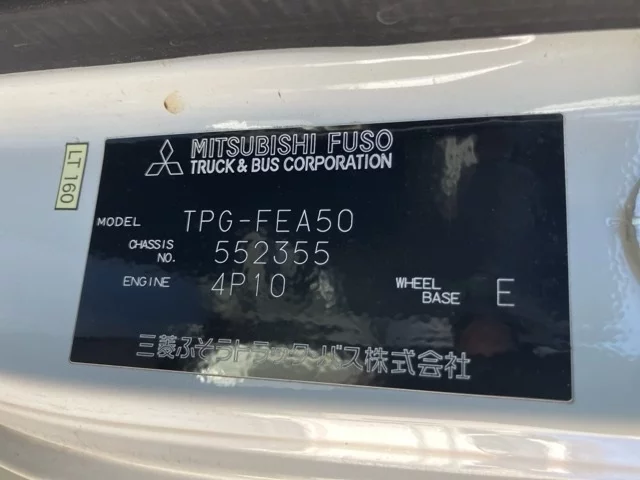 MITSUBISHI FUSO
TRUCK & BUS CORPORATION
LT 160
MODEL TPG-FEA50
CHASSIS NO. 552355
ENGINE 4P10 WHEEL BASE E
三菱ふそうトラック・バス株式会社